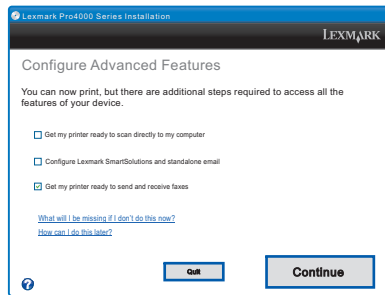 Lexmark Pro4000 Series Installation
LEXMARK
Configure Advanced Features
You can now print, but there are additional steps required to access all the
features of your device.
Get my printer ready to scan directly to my computer
Configure Lexmark SmartSolutions and standalone email
Get my printer ready to send and receive faxes
What will I be missing if I don't do this now?
How can I do this later?
Quit
Continue
?